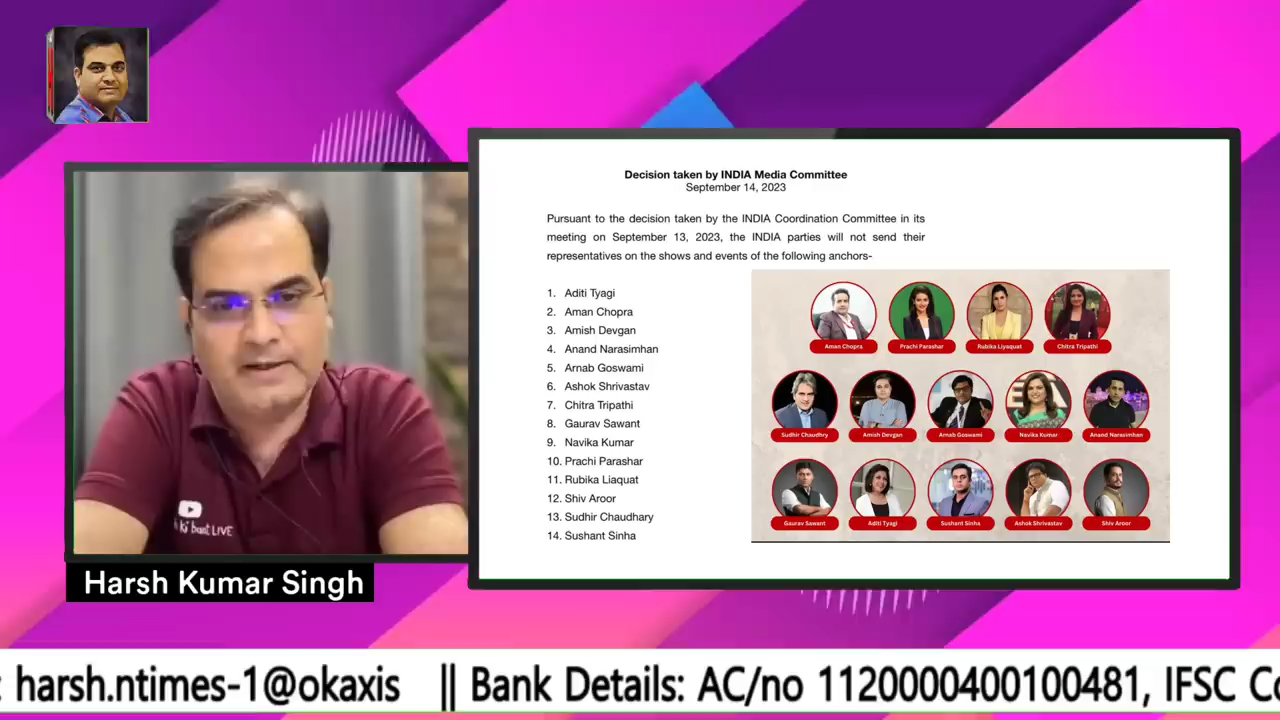 Decision taken by INDIA Media Committee
September 14, 2023
Pursuant to the decision taken by the INDIA Coordination Committee in its
meeting on September 13, 2023, the INDIA parties will not send their
representatives on the shows and events of the following anchors-
1. Aditi Tyagi
2. Aman Chopra
3. Amish Devgan
4. Anand Narasimhan
5. Arnab Goswami
6. Ashok Shrivastav
7. Chitra Tripathi
8. Gaurav Sawant
9. Navika Kumar
10. Prachi Parashar
11. Rubika Liaquat
12. Shiv Aroor
13. Sudhir Chaudhary
14. Sushant Sinha
Aman Chopra Prachi Parashar Rubika Liyaquat Chitra Tripathi
Sudhir Chaudhry Amish Devgan Arnab Goswami Navika Kumar Anand Narasimhan
Gaurav Sawant Aditi Tyagi Sushant Sinha Ashok Shrivastav Shiv Aroor
ki baat LIVE
Harsh Kumar Singh
: harsh.ntimes-1@okaxis || Bank Details: AC/no 1120000400100481, IFSC Co